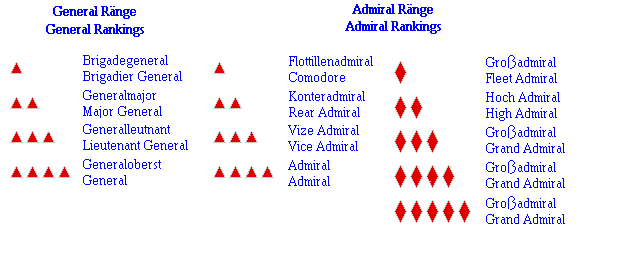 General Ränge
General Rankings
Admiral Ränge
Admiral Rankings
Brigadegeneral
Brigadier General
Generalmajor
Major General
Generalleutnant
Lieutenant General
Generaloberst
General
Flottillenadmiral
Comodore
Konteradmiral
Rear Admiral
Vize Admiral
Vice Admiral
Admiral
Admiral
Großadmiral
Fleet Admiral
Hoch Admiral
High Admiral
Großadmiral
Grand Admiral
Großadmiral
Grand Admiral
Großadmiral
Grand Admiral